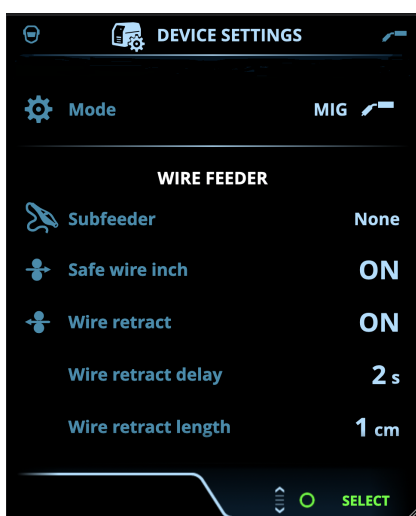 DEVICE SETTINGS
Mode MIG
WIRE FEEDER
Subfeeder None
Safe wire inch ON
Wire retract ON
Wire retract delay 2 s
Wire retract length 1 cm
SELECT